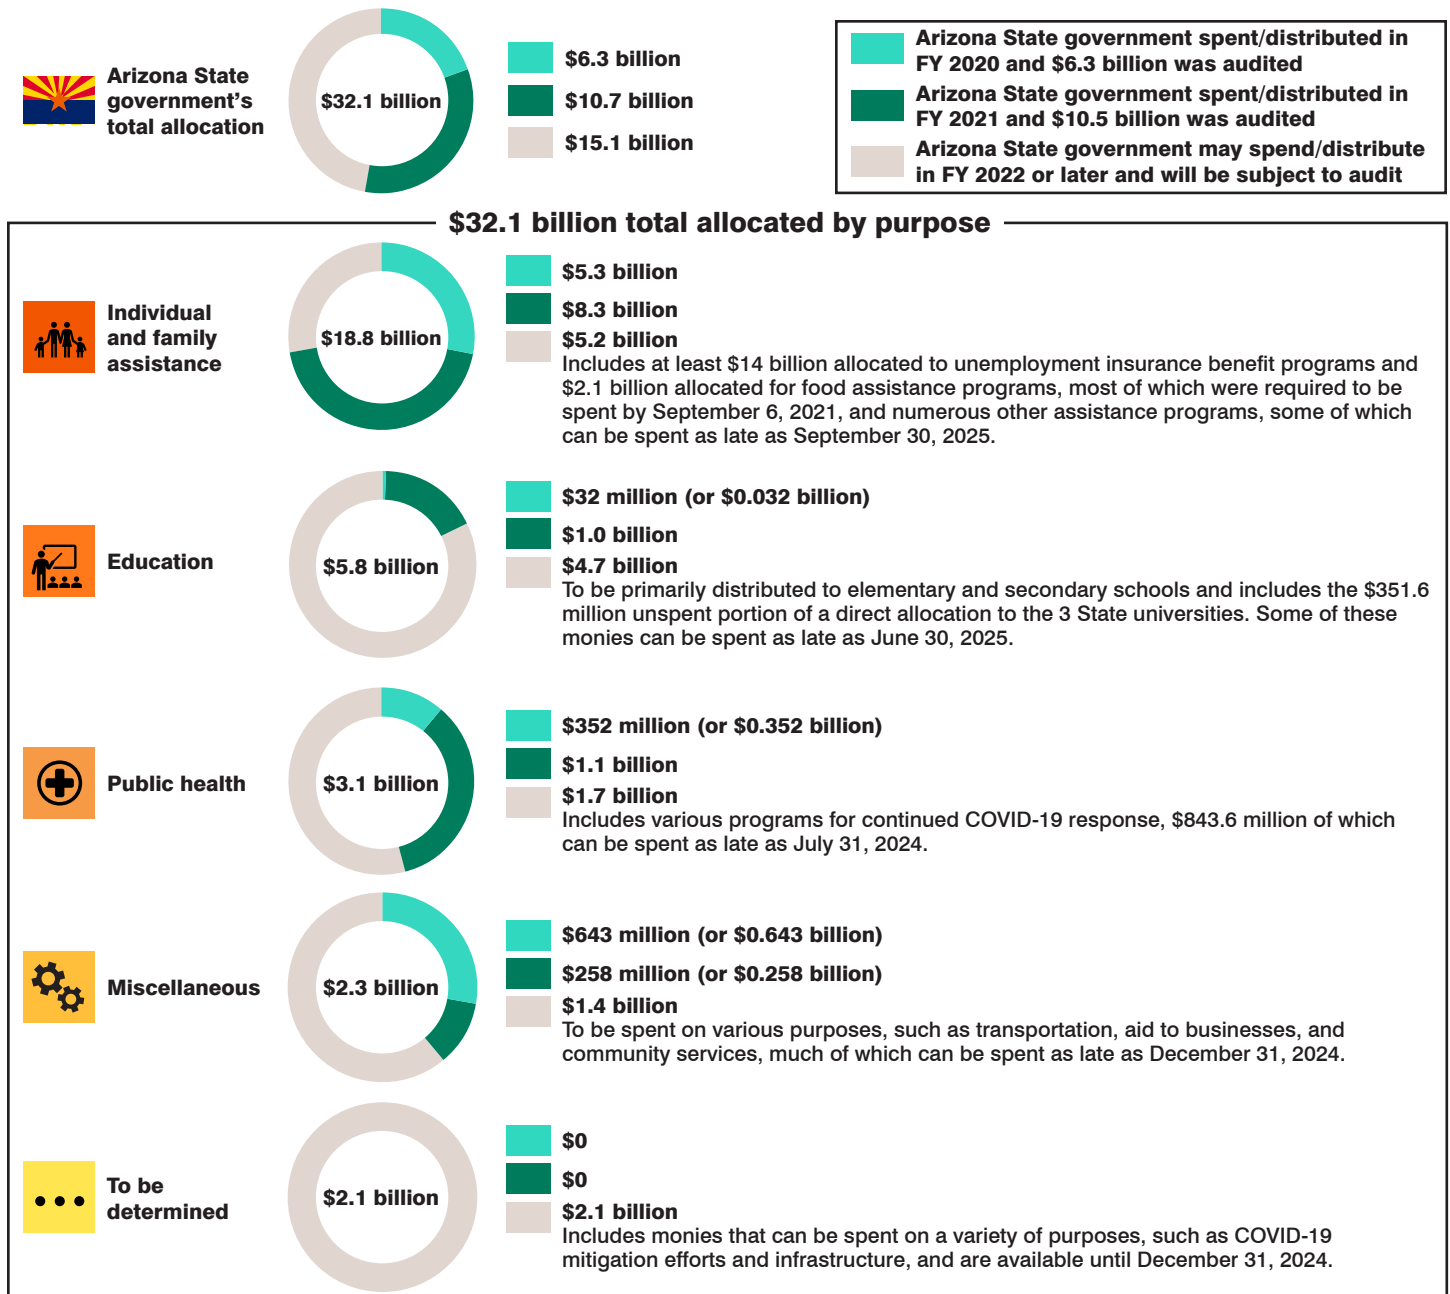 Arizona State
government's
total allocation
$32.1 billion
$6.3 billion
$10.7 billion
$15.1 billion
Arizona State government spent/distributed in
FY 2020 and $6.3 billion was audited
Arizona State government spent/distributed in
FY 2021 and $10.5 billion was audited
Arizona State government may spend/distribute
in FY 2022 or later and will be subject to audit
$32.1 billion total allocated by purpose
Individual
and family
assistance
$18.8 billion
$5.3 billion
$8.3 billion
$5.2 billion
Includes at least $14 billion allocated to unemployment insurance benefit programs and
$2.1 billion allocated for food assistance programs, most of which were required to be
spent by September 6, 2021, and numerous other assistance programs, some of which
can be spent as late as September 30, 2025.
Education
$5.8 billion
$32 million (or $0.032 billion)
$1.0 billion
$4.7 billion
To be primarily distributed to elementary and secondary schools and includes the $351.6
million unspent portion of a direct allocation to the 3 State universities. Some of these
monies can be spent as late as June 30, 2025.
Public health
$3.1 billion
$352 million (or $0.352 billion)
$1.1 billion
$1.7 billion
Includes various programs for continued COVID-19 response, $843.6 million of which
can be spent as late as July 31, 2024.
Miscellaneous
$2.3 billion
$643 million (or $0.643 billion)
$258 million (or $0.258 billion)
$1.4 billion
To be spent on various purposes, such as transportation, aid to businesses, and
community services, much of which can be spent as late as December 31, 2024.
To be
determined
$2.1 billion
$0
$0
$2.1 billion
Includes monies that can be spent on a variety of purposes, such as COVID-19
mitigation efforts and infrastructure, and are available until December 31, 2024.